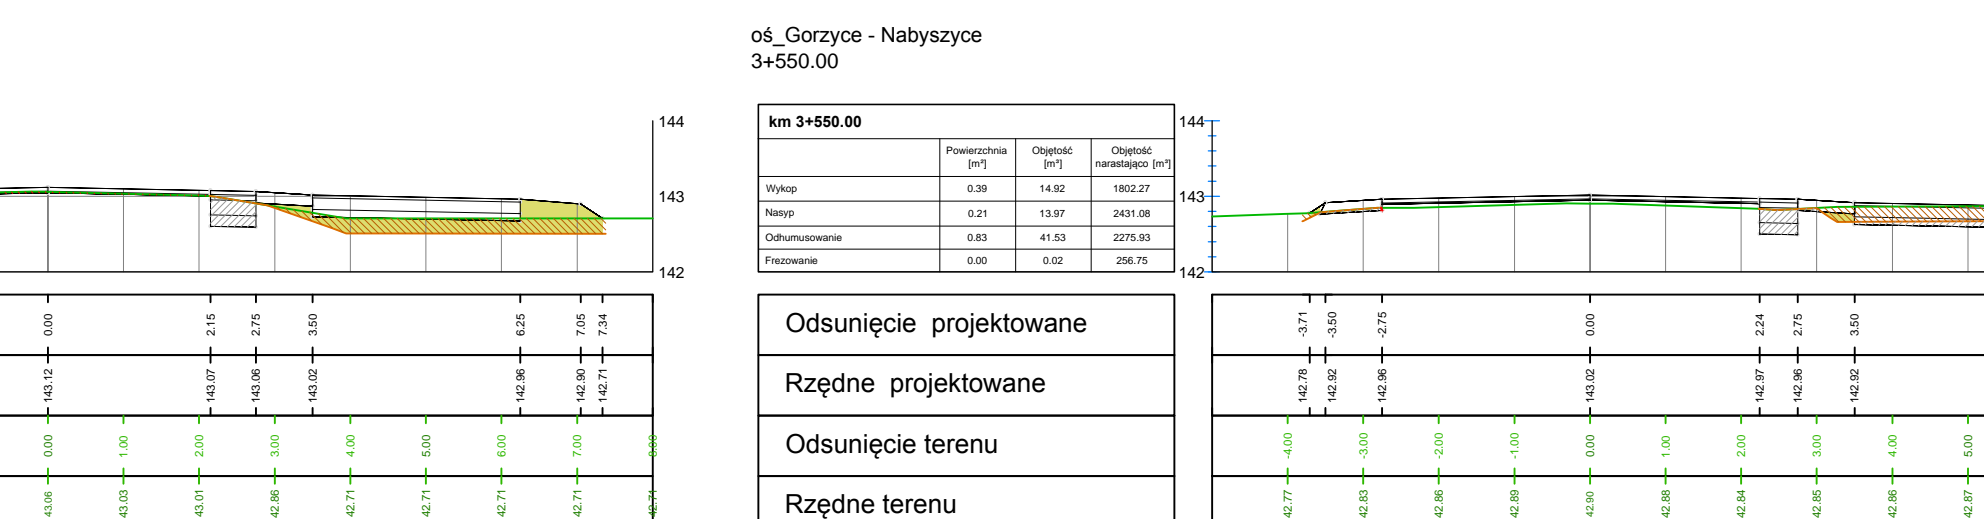 oś_Gorzyce - Nabyszyce
3+550.00
144
143
142
0.00 2.15 2.75 3.50 6.25 7.05 7.34
143.12 143.07 143.06 143.02 142.96 142.90 142.71
0.00 1.00 2.00 3.00 4.00 5.00 6.00 7.00 8.00
43.06 43.03 43.01 42.86 42.71 42.71 42.71 42.71 42.71
km 3+550.00
Powierzchnia [m²] Objętość [m³] Objętość narastająco [m³]
Wykop 0.39 14.92 1802.27
Nasyp 0.21 13.97 2431.08
Odhumusowanie 0.83 41.53 2275.93
Frezowanie 0.00 0.02 256.75
Odsunięcie projektowane
Rzędne projektowane
Odsunięcie terenu
Rzędne terenu
144
143
142
-3.71 -3.50 -2.75 0.00 2.24 2.75 3.50
142.78 142.92 142.96 143.02 142.97 142.96 142.92
-4.00 -3.00 -2.00 -1.00 0.00 1.00 2.00 3.00 4.00 5.00
42.77 42.83 42.86 42.89 42.90 42.88 42.84 42.85 42.86 42.87